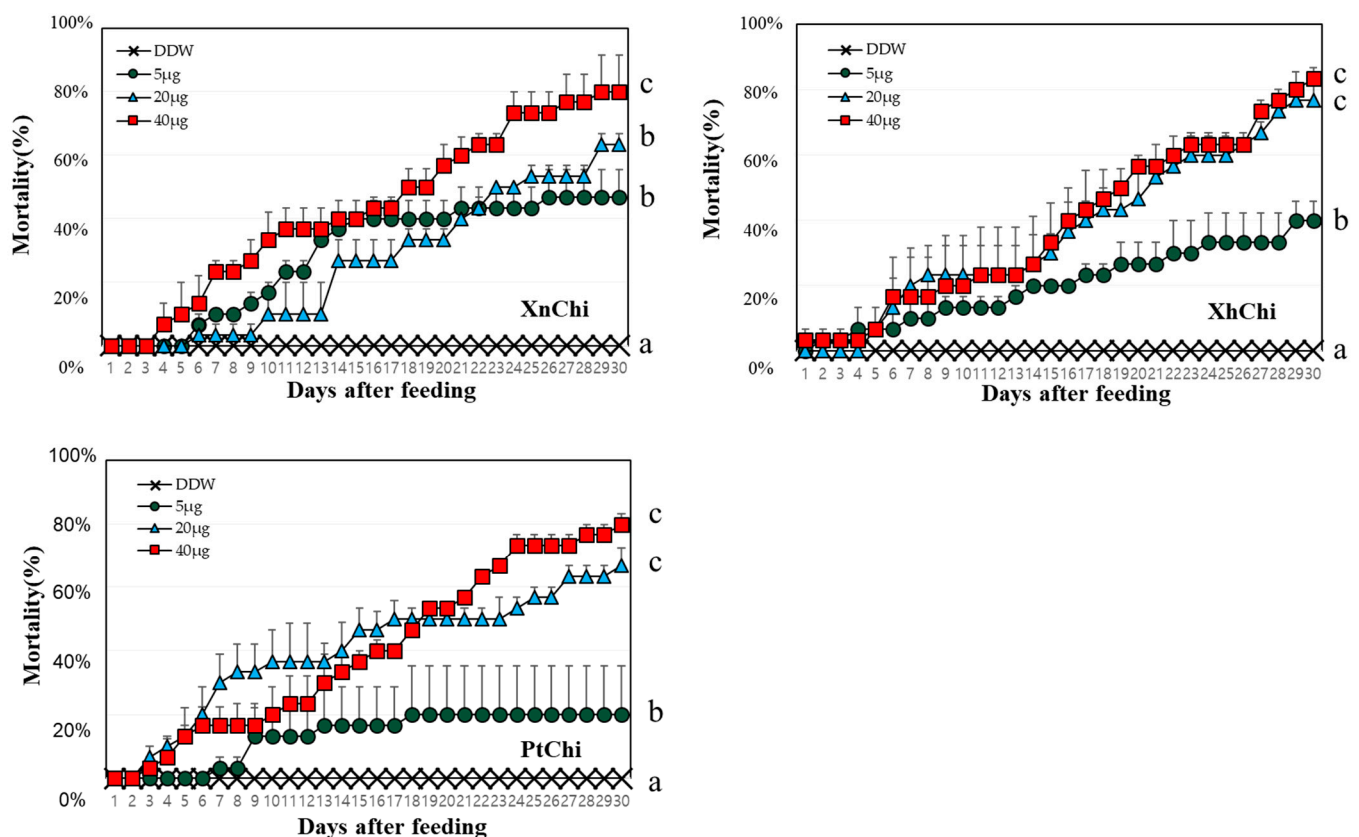 100%
80%
60%
40%
20%
0%
Mortality(%)
DDW
5μg
20μg
40μg
c
b
b
a
XnChi
1 2 3 4 5 6 7 8 9 10 11 12 13 14 15 16 17 18 19 20 21 22 23 24 25 26 27 28 29 30
Days after feeding
100%
80%
60%
40%
20%
0%
Mortality(%)
DDW
5μg
20μg
40μg
c
c
b
a
XhChi
1 2 3 4 5 6 7 8 9 10 11 12 13 14 15 16 17 18 19 20 21 22 23 24 25 26 27 28 29 30
Days after feeding
100%
80%
60%
40%
20%
0%
Mortality(%)
DDW
5μg
20μg
40μg
c
c
b
a
PtChi
1 2 3 4 5 6 7 8 9 10 11 12 13 14 15 16 17 18 19 20 21 22 23 24 25 26 27 28 29 30
Days after feeding